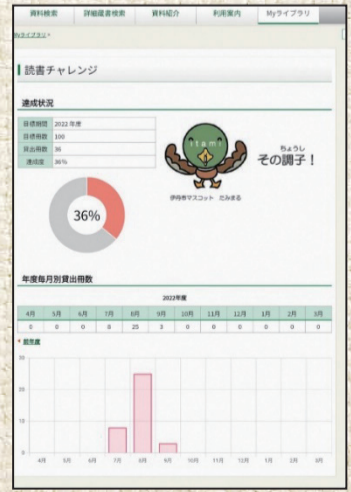 資料検索 詳細蔵書検索 資料紹介 利用案内 Myライブラリ
Myライブラリ>
読書チャレンジ
達成状況
目標期間 2022 年度
目標冊数 100
貸出冊数 36
達成度 36%
itami
ちょうし
その調子！
伊丹市マスコット たみまる
36%
年度毎月別貸出冊数
2022年度
4月 5月 6月 7月 8月 9月 10月 11月 12月 1月 2月 3月
0 0 0 8 25 3 0 0 0 0 0 0
前年度
30
20
10
0
4月 5月 6月 7月 8月 9月 10月 11月 12月 1月 2月 3月